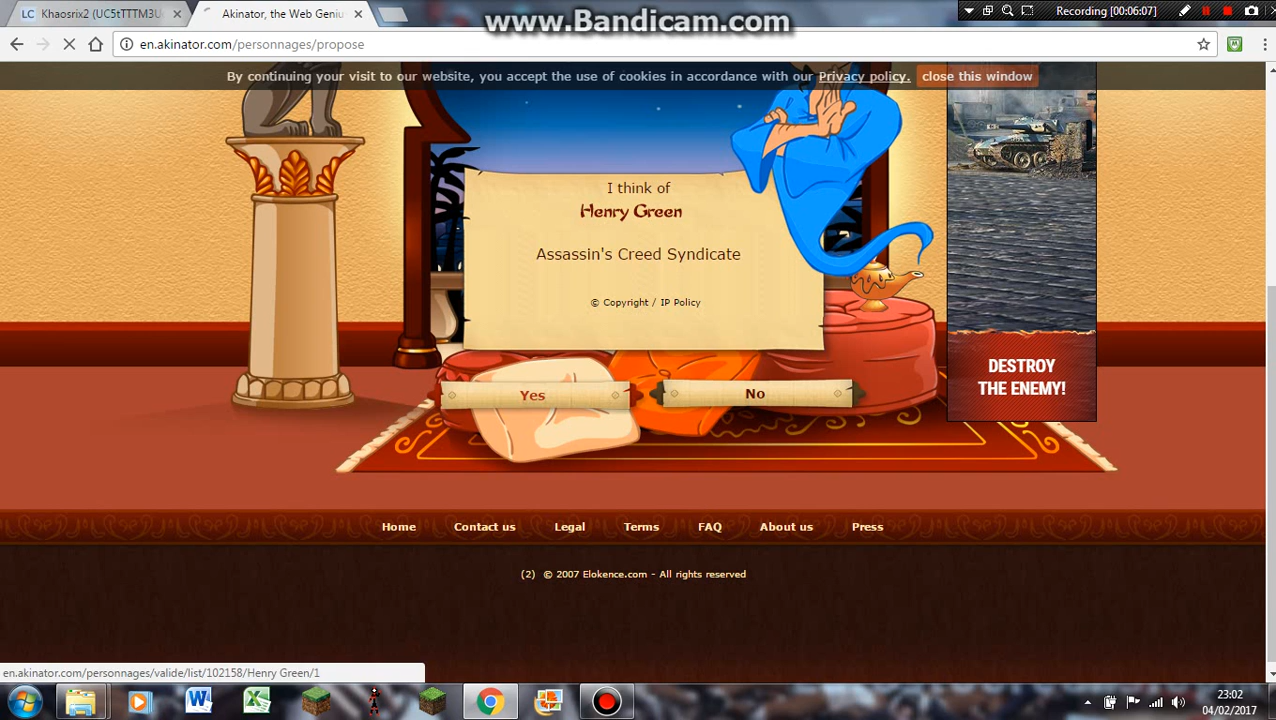 www.Bandicam.com
Recording [00:06:07]
LC Khaosrix2 (UC5tTTTM3U
Akinator, the Web Geniu
en.akinator.com/personnages/propose
By continuing your visit to our website, you accept the use of cookies in accordance with our Privacy policy. close this window
I think of
Henry Green
Assassin's Creed Syndicate
© Copyright / IP Policy
Yes
No
DESTROY
THE ENEMY!
Home Contact us Legal Terms FAQ About us Press
(2) © 2007 Elokence.com - All rights reserved
en.akinator.com/personnages/valide/list/102158/Henry Green/1
23:02
04/02/2017